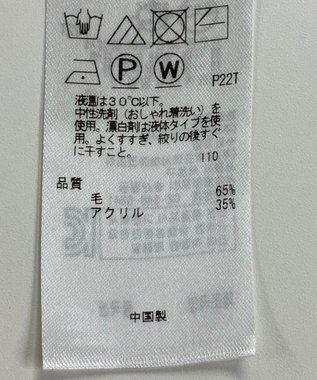 P W P22T
液温は30℃以下。
中性洗剤（おしゃれ着洗い）を
使用。漂白剤は液体タイプを使
用。よくすすぎ、絞りの後すぐ
に干すこと。
110
品質
毛 65%
アクリル 35%
中国製